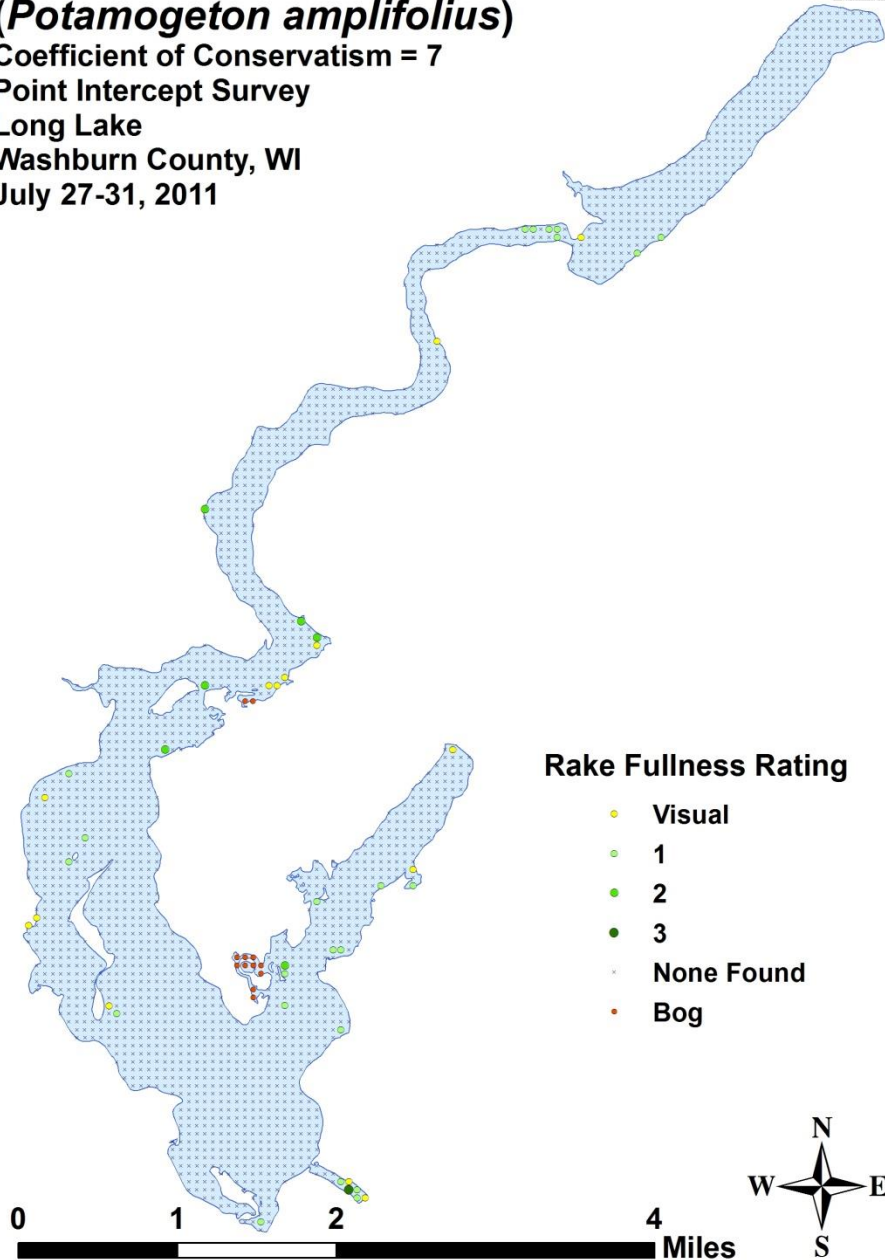 (Potamogeton amplifolius)
Coefficient of Conservatism = 7
Point Intercept Survey
Long Lake
Washburn County, WI
July 27-31, 2011
Rake Fullness Rating
Visual
1
2
3
None Found
Bog
N
W E
S
0 1 2 4
Miles